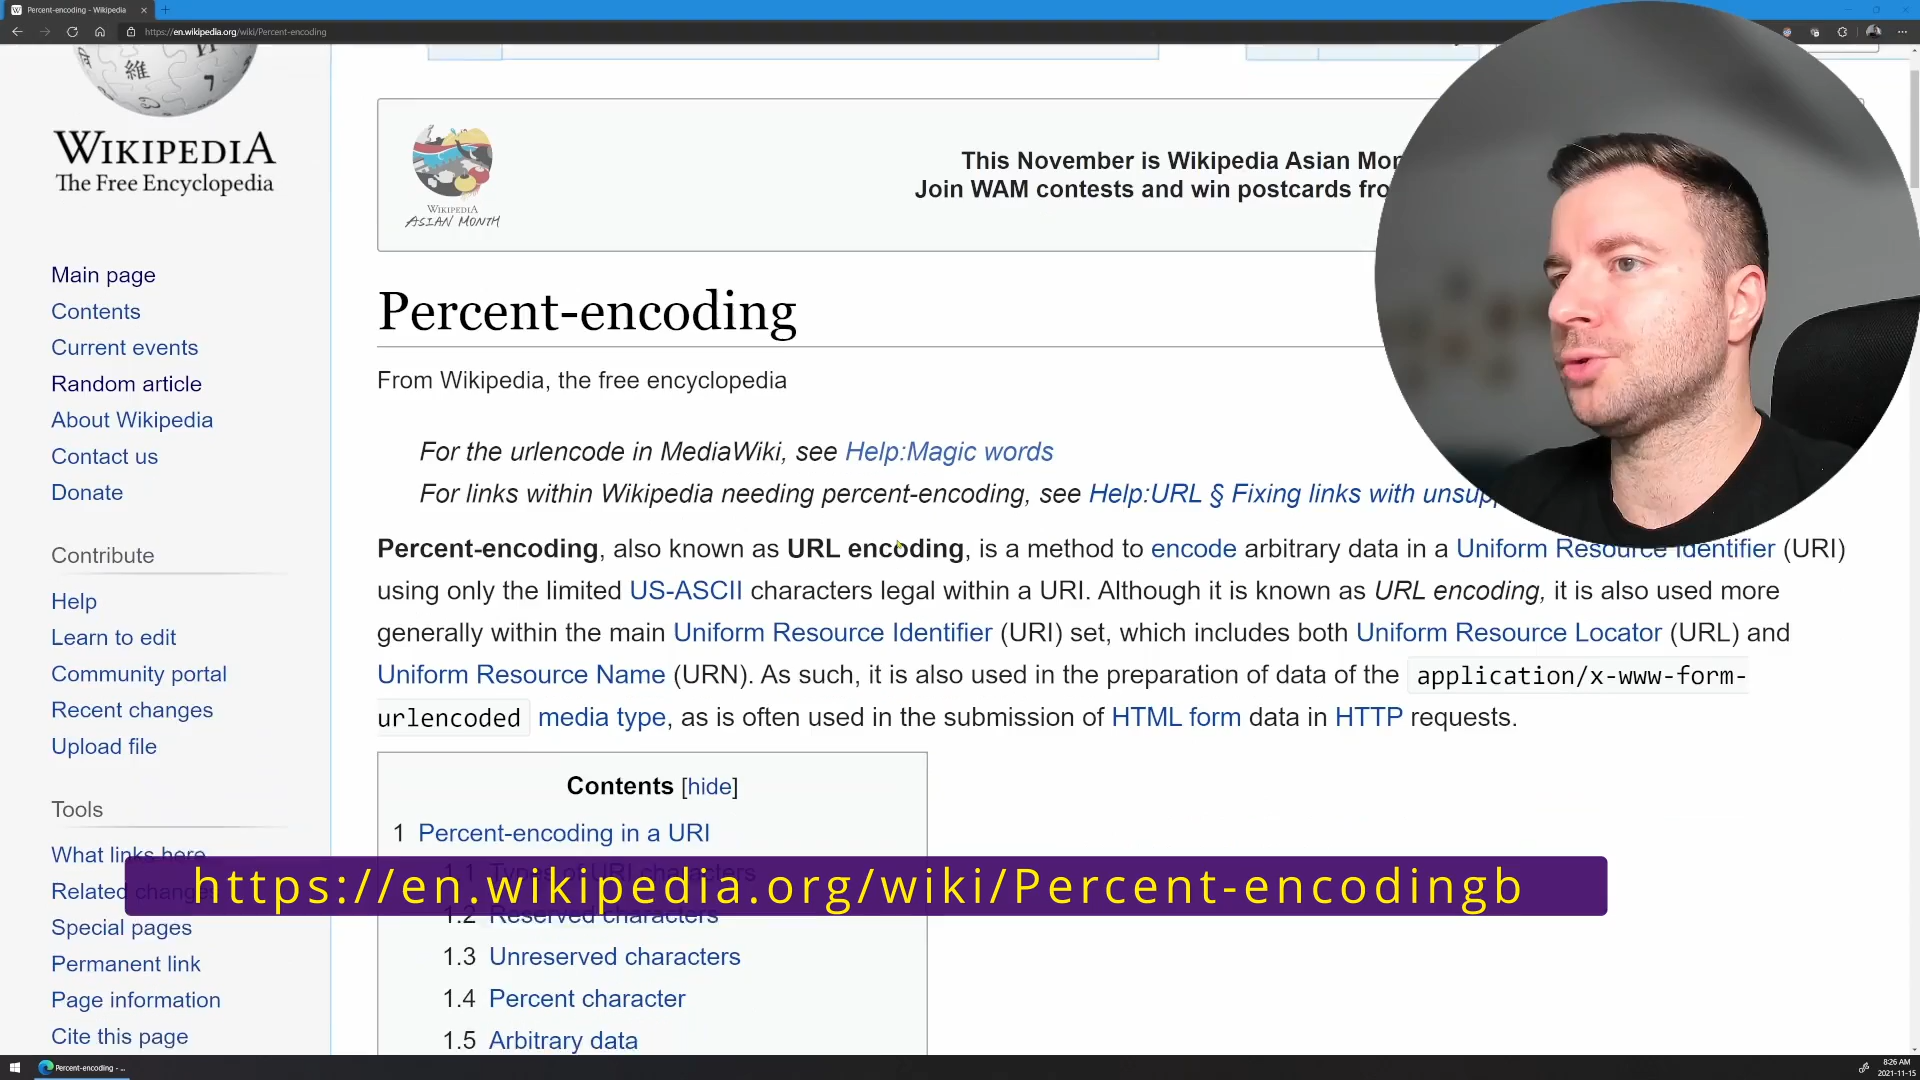 Percent-encoding - Wikipedia
https://en.wikipedia.org/wiki/Percent-encoding
維
7
WIKIPEDIA
The Free Encyclopedia
Main page
Contents
Current events
Random article
About Wikipedia
Contact us
Donate
Contribute
Help
Learn to edit
Community portal
Recent changes
Upload file
Tools
What links here
Related changes
Special pages
Permanent link
Page information
Cite this page
WIKIPEDIA
ASIAN MONTH
This November is Wikipedia Asian Mon
Join WAM contests and win postcards fro
Percent-encoding
From Wikipedia, the free encyclopedia
For the urlencode in MediaWiki, see Help:Magic words
For links within Wikipedia needing percent-encoding, see Help:URL § Fixing links with unsupp
Percent-encoding, also known as URL encoding, is a method to encode arbitrary data in a Uniform Resource Identifier (URI)
using only the limited US-ASCII characters legal within a URI. Although it is known as URL encoding, it is also used more
generally within the main Uniform Resource Identifier (URI) set, which includes both Uniform Resource Locator (URL) and
Uniform Resource Name (URN). As such, it is also used in the preparation of data of the application/x-www-form-
urlencoded media type, as is often used in the submission of HTML form data in HTTP requests.
Contents [hide]
1 Percent-encoding in a URI
1.1 Types of URI characters
1.2 Reserved characters
1.3 Unreserved characters
1.4 Percent character
1.5 Arbitrary data
https://en.wikipedia.org/wiki/Percent-encodingb
Percent-encoding - ...
8:26 AM
2021-11-15